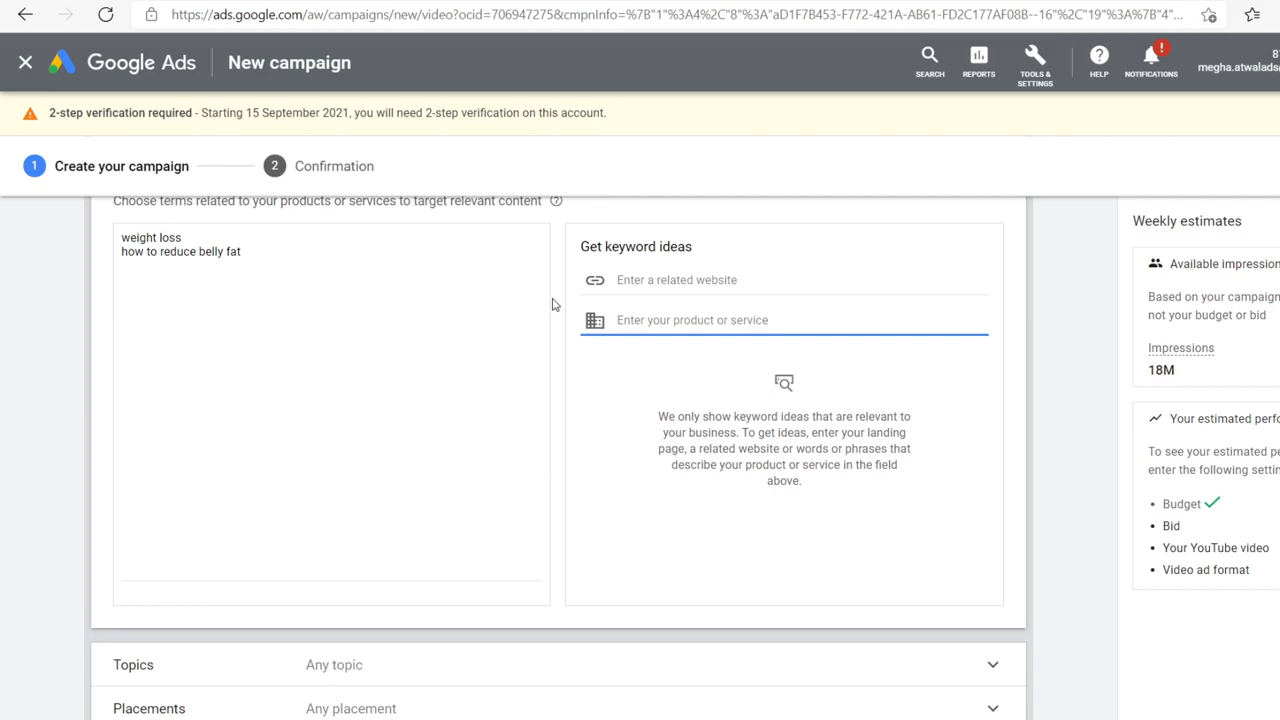 https://ads.google.com/aw/campaigns/new/video?ocid=706947275&cmpnInfo=%7B"1"%3A4%2C"8"%3A"aD1F7B453-F772-421A-AB61-FD2C177AF08B--16"%2C"19"%3A%7B"4"...
Google Ads
New campaign
SEARCH
REPORTS
TOOLS & SETTINGS
HELP
NOTIFICATIONS
!
8
megha.atwalads
2-step verification required - Starting 15 September 2021, you will need 2-step verification on this account.
1 Create your campaign
2 Confirmation
Choose terms related to your products or services to target relevant content ?
weight loss
how to reduce belly fat
Get keyword ideas
Enter a related website
Enter your product or service
We only show keyword ideas that are relevant to
your business. To get ideas, enter your landing
page, a related website or words or phrases that
describe your product or service in the field
above.
Weekly estimates
Available impression
Based on your campaign
not your budget or bid
Impressions
18M
Your estimated perfo
To see your estimated pe
enter the following settin
• Budget
• Bid
• Your YouTube video
• Video ad format
Topics Any topic
Placements Any placement